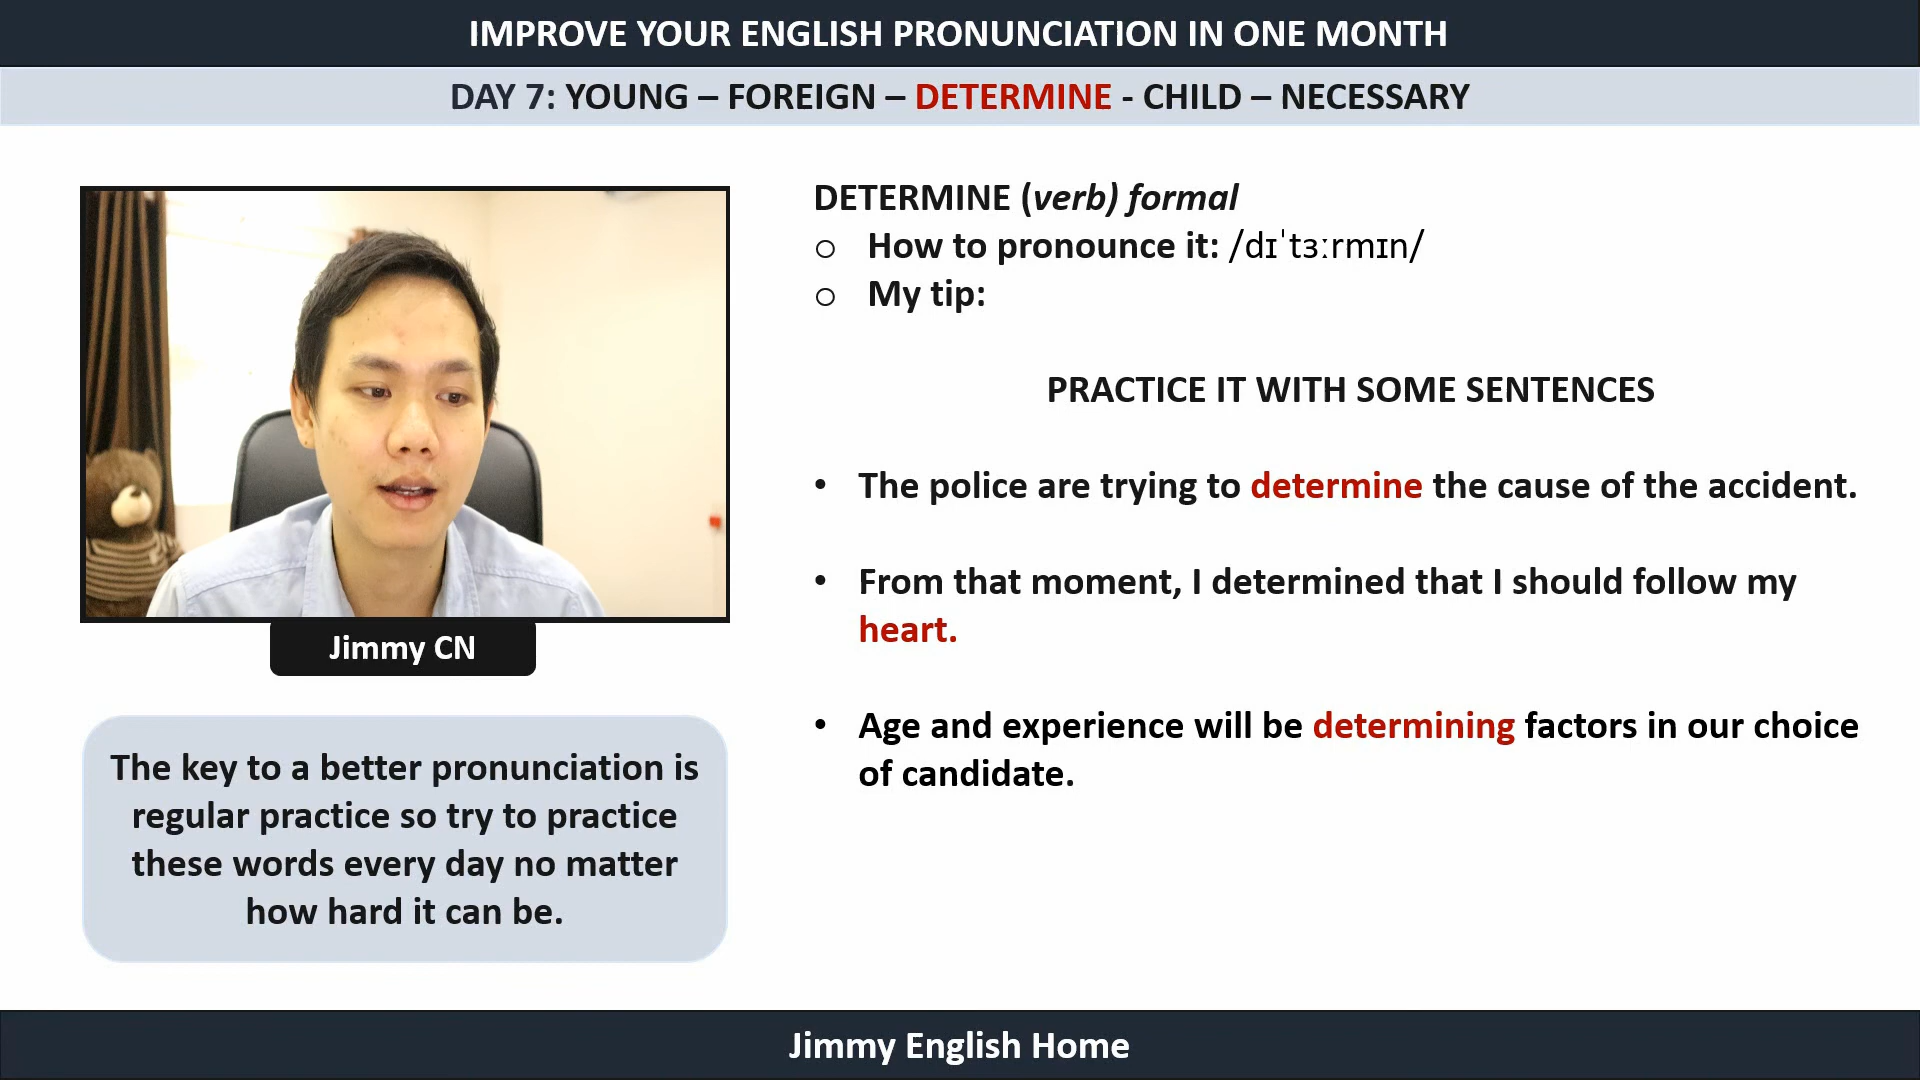 IMPROVE YOUR ENGLISH PRONUNCIATION IN ONE MONTH
DAY 7: YOUNG – FOREIGN – DETERMINE - CHILD – NECESSARY
DETERMINE (verb) formal
o How to pronounce it: /dɪˈtɜːrmɪn/
o My tip:
PRACTICE IT WITH SOME SENTENCES
• The police are trying to determine the cause of the accident.
• From that moment, I determined that I should follow my
heart.
• Age and experience will be determining factors in our choice
of candidate.
Jimmy CN
The key to a better pronunciation is
regular practice so try to practice
these words every day no matter
how hard it can be.
Jimmy English Home